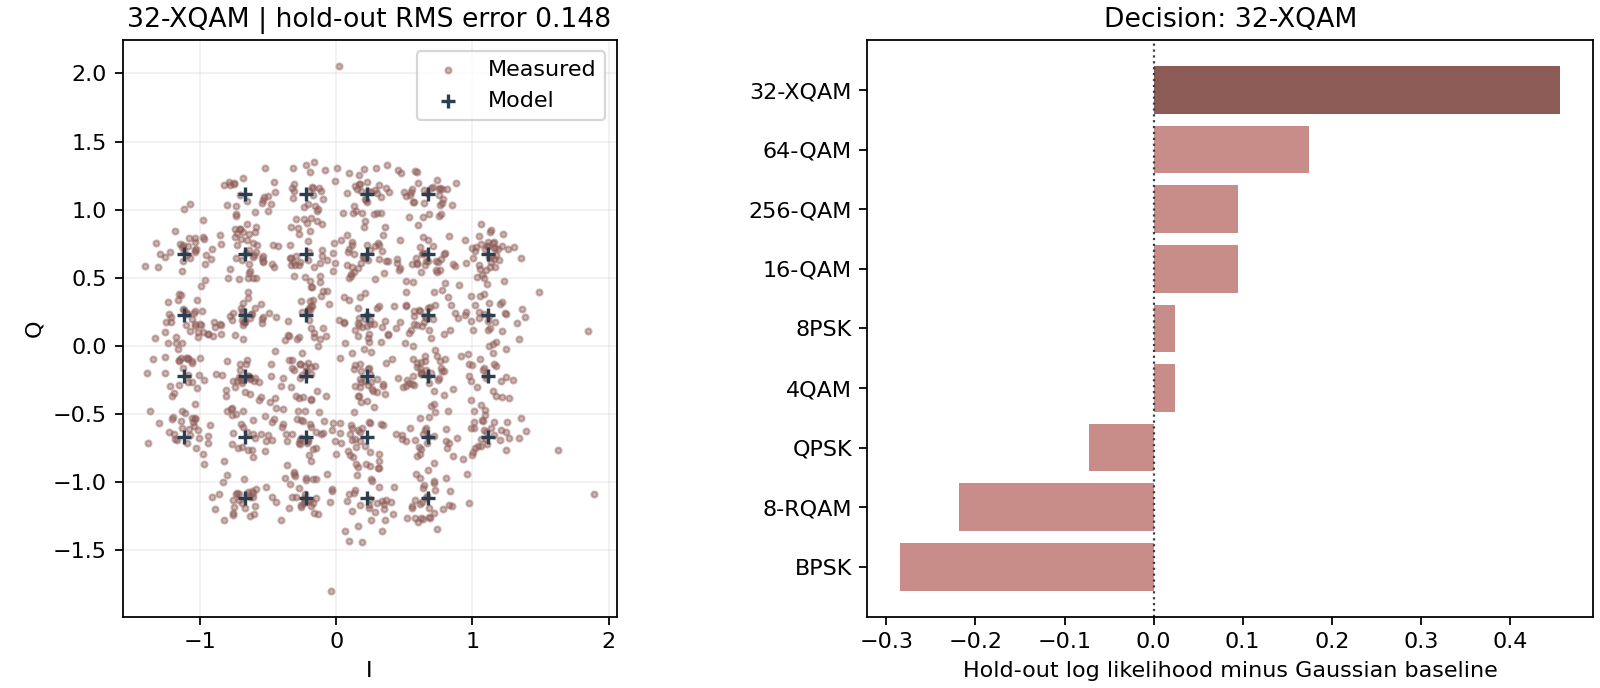 32-XQAM | hold-out RMS error 0.148
Measured
Model
2.0
1.5
1.0
0.5
0.0
−0.5
−1.0
−1.5
Q
−1
0
1
2
I
Decision: 32-XQAM
32-XQAM
64-QAM
256-QAM
16-QAM
8PSK
4QAM
QPSK
8-RQAM
BPSK
−0.3
−0.2
−0.1
0.0
0.1
0.2
0.3
0.4
Hold-out log likelihood minus Gaussian baseline